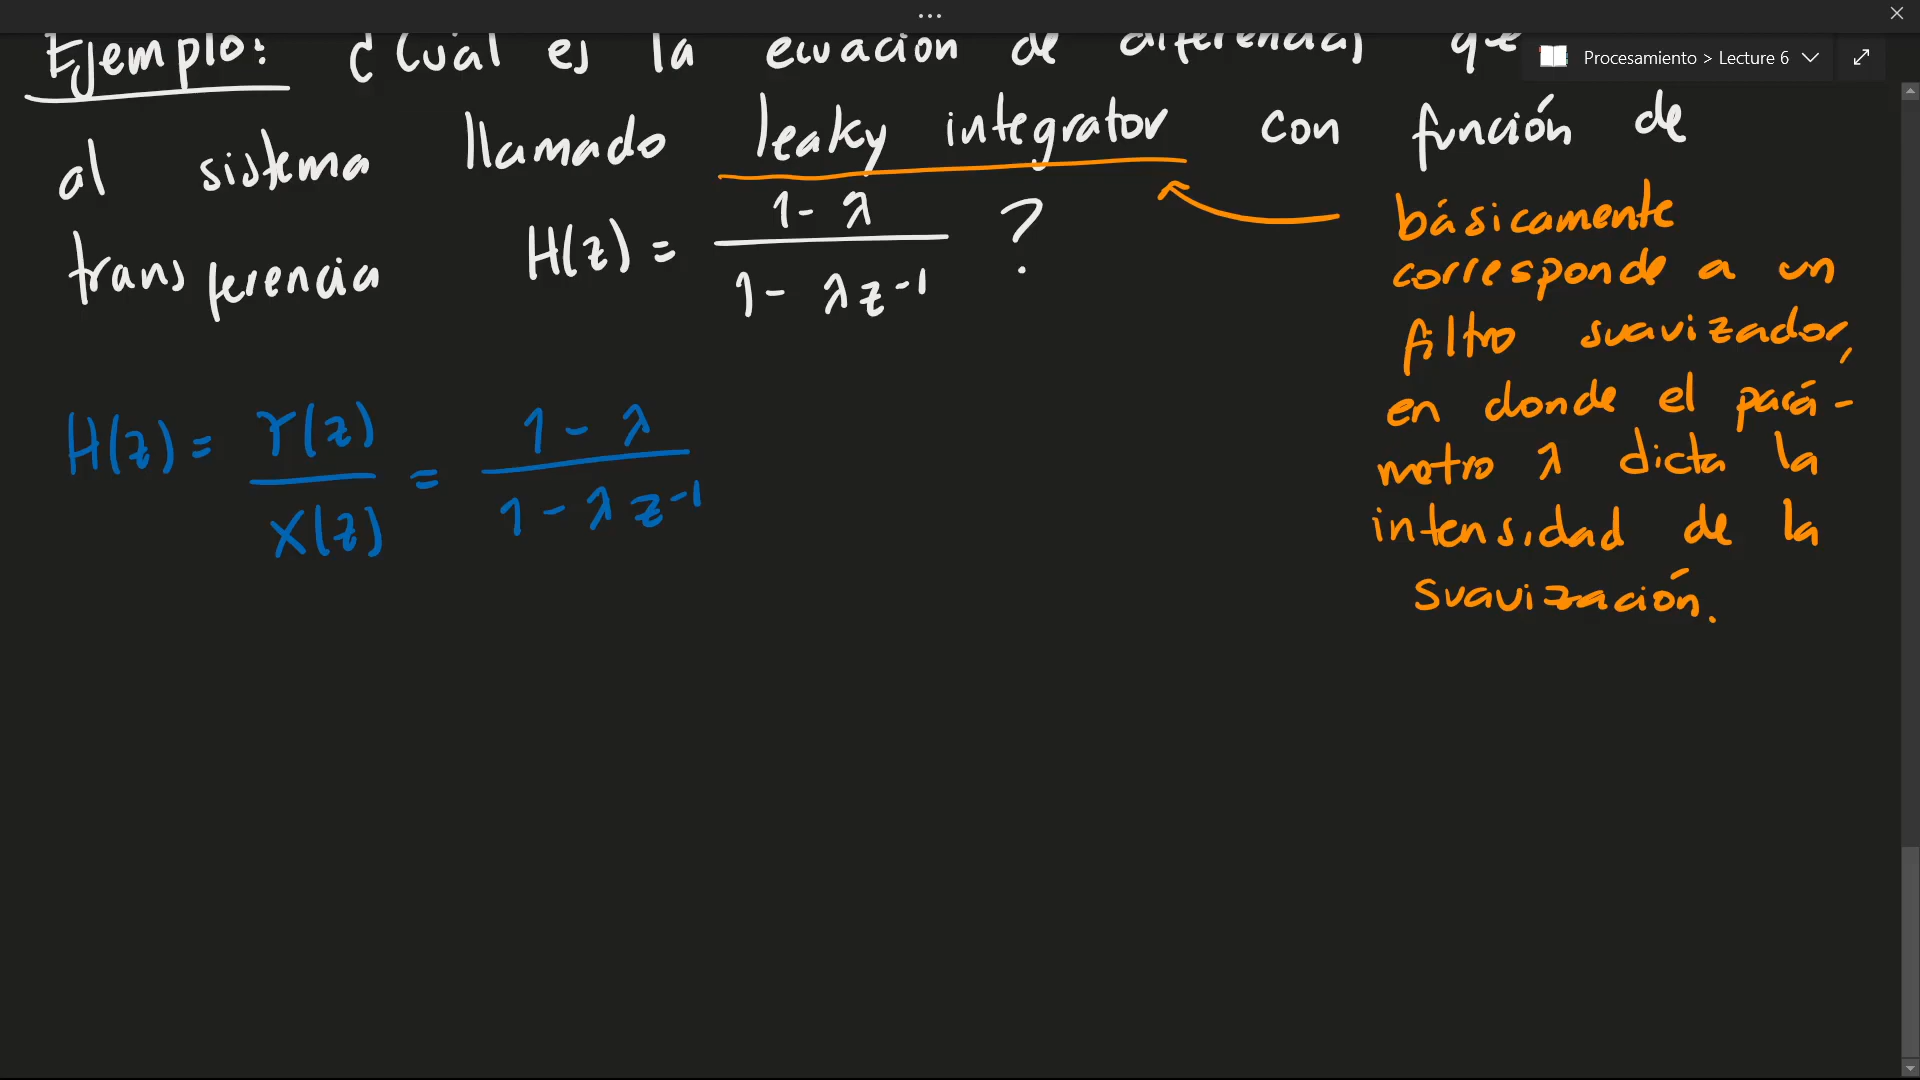 ...
Ejemplo: ¿Cuál es la ecuación de diferencias que
Procesamiento > Lecture 6
al sistema llamado leaky integrator con función de
transferencia H(z) = (1 - λ) / (1 - λz⁻¹) ?
básicamente
corresponde a un
filtro suavizador,
en donde el pará-
metro λ dicta la
intensidad de la
suavización.
H(z) = Y(z) / X(z) = (1 - λ) / (1 - λz⁻¹)